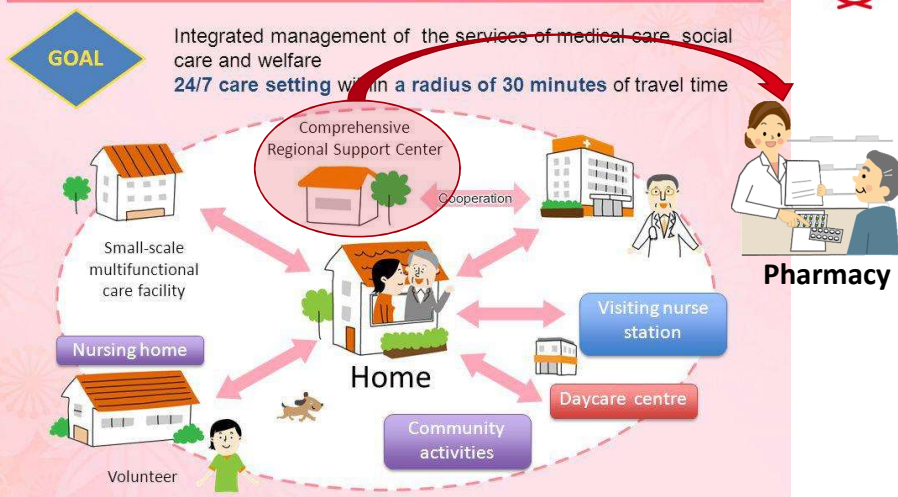 GOAL
Integrated management of the services of medical care, social
care and welfare
24/7 care setting within a radius of 30 minutes of travel time
Comprehensive
Regional Support Center
Cooperation
Small-scale
multifunctional
care facility
Pharmacy
Visiting nurse
station
Nursing home
Home
Daycare centre
Community
activities
Volunteer